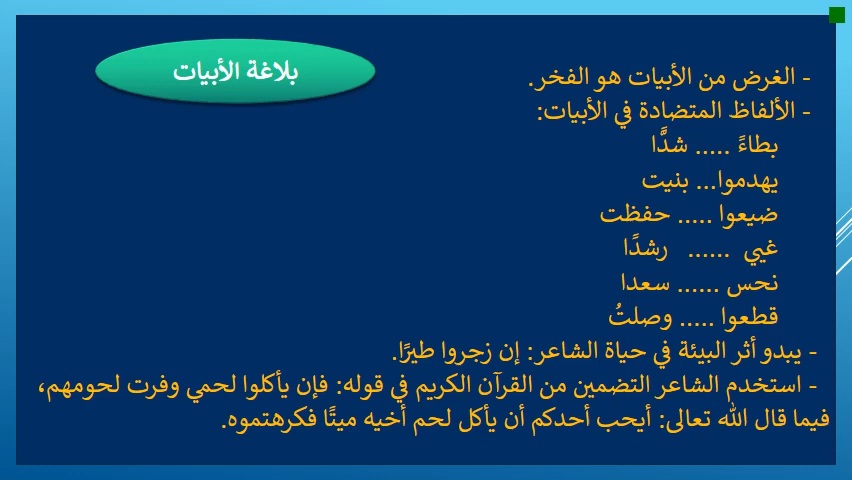 بلاغة الأبيات
- الغرض من الأبيات هو الفخر.
- الألفاظ المتضادة في الأبيات:
بطاءً ..... شدًّا
يهدموا... بنيت
ضيعوا ..... حفظت
غيي ...... رشدًا
نحس ...... سعدا
قطعوا ..... وصلتُ
- يبدو أثر البيئة في حياة الشاعر: إن زجروا طيرًا.
- استخدم الشاعر التضمين من القرآن الكريم في قوله: فإن يأكلوا لحمي وفرت لحومهم،
فيما قال الله تعالى: أيحب أحدكم أن يأكل لحم أخيه ميتًا فكرهتموه.